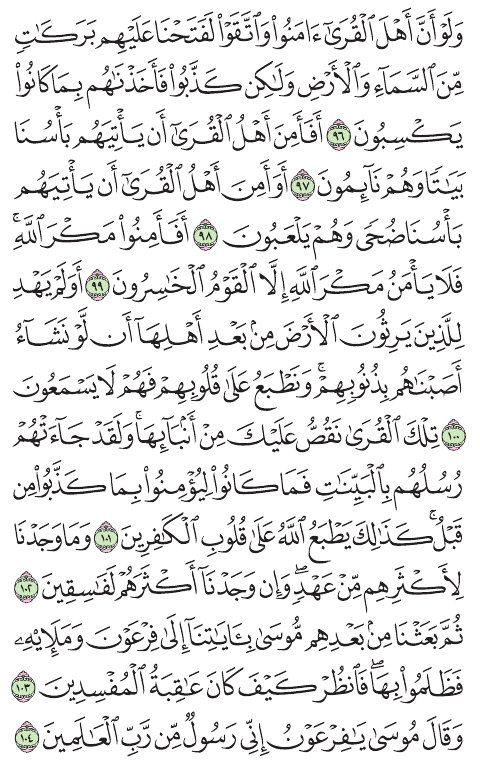 وَلَوۡ أَنَّ أَهۡلَ ٱلۡقُرَىٰٓ ءَامَنُواْ وَٱتَّقَوۡاْ لَفَتَحۡنَا عَلَيۡهِم بَرَكَٰتٖ
مِّنَ ٱلسَّمَآءِ وَٱلۡأَرۡضِ وَلَٰكِن كَذَّبُواْ فَأَخَذۡنَٰهُم بِمَا كَانُواْ
يَكۡسِبُونَ ٩٦ أَفَأَمِنَ أَهۡلُ ٱلۡقُرَىٰٓ أَن يَأۡتِيَهُم بَأۡسُنَا
بَيَٰتٗا وَهُمۡ نَآئِمُونَ ٩٧ أَوَأَمِنَ أَهۡلُ ٱلۡقُرَىٰٓ أَن يَأۡتِيَهُم
بَأۡسُنَا ضُحٗى وَهُمۡ يَلۡعَبُونَ ٩٨ أَفَأَمِنُواْ مَكۡرَ ٱللَّهِۚ
فَلَا يَأۡمَنُ مَكۡرَ ٱللَّهِ إِلَّا ٱلۡقَوۡمُ ٱلۡخَٰسِرُونَ ٩٩ أَوَلَمۡ يَهۡدِ
لِلَّذِينَ يَرِثُونَ ٱلۡأَرۡضَ مِنۢ بَعۡدِ أَهۡلِهَآ أَن لَّوۡ نَشَآءُ
أَصَبۡنَٰهُم بِذُنُوبِهِمۡۚ وَنَطۡبَعُ عَلَىٰ قُلُوبِهِمۡ فَهُمۡ لَا يَسۡمَعُونَ
١٠٠ تِلۡكَ ٱلۡقُرَىٰ نَقُصُّ عَلَيۡكَ مِنۡ أَنۢبَآئِهَاۚ وَلَقَدۡ جَآءَتۡهُمۡ
رُسُلُهُم بِٱلۡبَيِّنَٰتِ فَمَا كَانُواْ لِيُؤۡمِنُواْ بِمَا كَذَّبُواْ مِن
قَبۡلُۚ كَذَٰلِكَ يَطۡبَعُ ٱللَّهُ عَلَىٰ قُلُوبِ ٱلۡكَٰفِرِينَ ١٠١ وَمَا وَجَدۡنَا
لِأَكۡثَرِهِم مِّنۡ عَهۡدٖۖ وَإِن وَجَدۡنَآ أَكۡثَرَهُمۡ لَفَٰسِقِينَ ١٠٢
ثُمَّ بَعَثۡنَا مِنۢ بَعۡدِهِم مُّوسَىٰ بِـَٔايَٰتِنَآ إِلَىٰ فِرۡعَوۡنَ وَمَلَإِيْهِۦ
فَظَلَمُواْ بِهَاۖ فَٱنظُرۡ كَيۡفَ كَانَ عَٰقِبَةُ ٱلۡمُفۡسِدِينَ ١٠٣
وَقَالَ مُوسَىٰ يَٰفِرۡعَوۡنُ إِنِّي رَسُولٞ مِّن رَّبِّ ٱلۡعَٰلَمِينَ ١٠٤